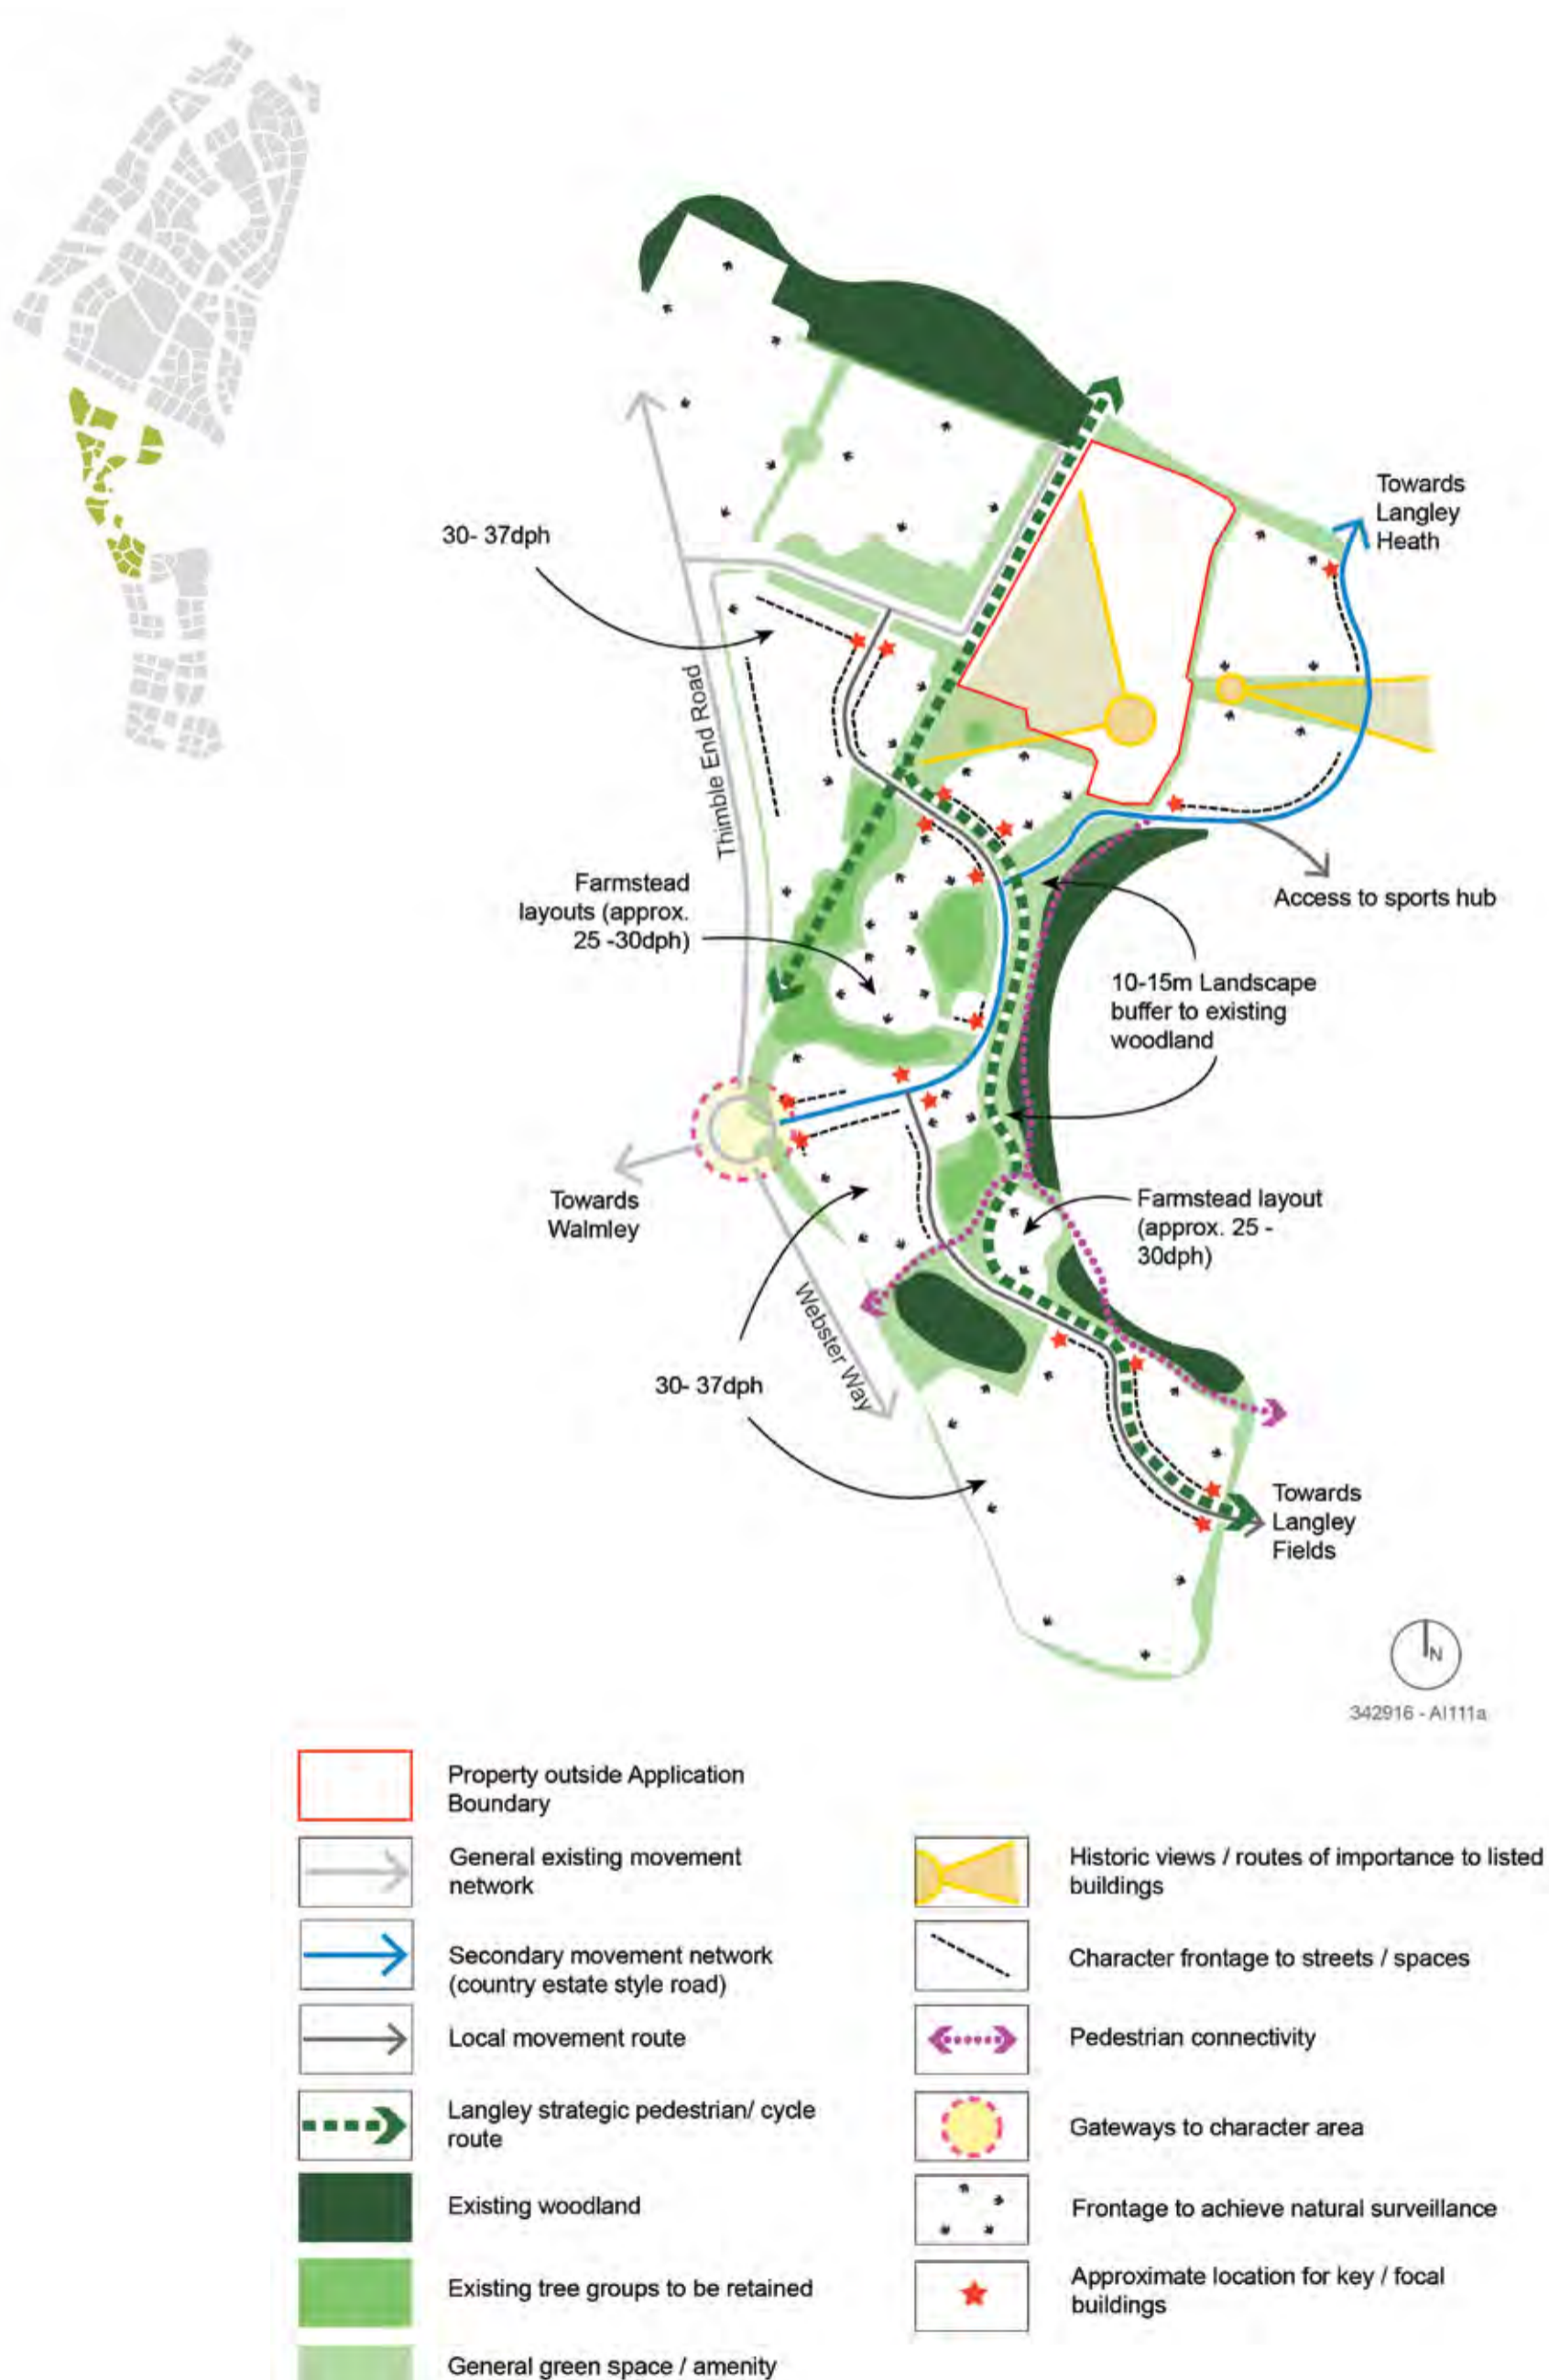 Towards
Langley
Heath
30- 37dph
Thimble End Road
Farmstead
layouts (approx.
25 -30dph)
Access to sports hub
10-15m Landscape
buffer to existing
woodland
Towards
Walmley
Farmstead layout
(approx. 25 -
30dph)
Webster Way
30- 37dph
Towards
Langley
Fields
N
342916 - AI111a
Property outside Application
Boundary
General existing movement
network
Secondary movement network
(country estate style road)
Local movement route
Langley strategic pedestrian/ cycle
route
Existing woodland
Existing tree groups to be retained
General green space / amenity
Historic views / routes of importance to listed
buildings
Character frontage to streets / spaces
Pedestrian connectivity
Gateways to character area
Frontage to achieve natural surveillance
Approximate location for key / focal
buildings